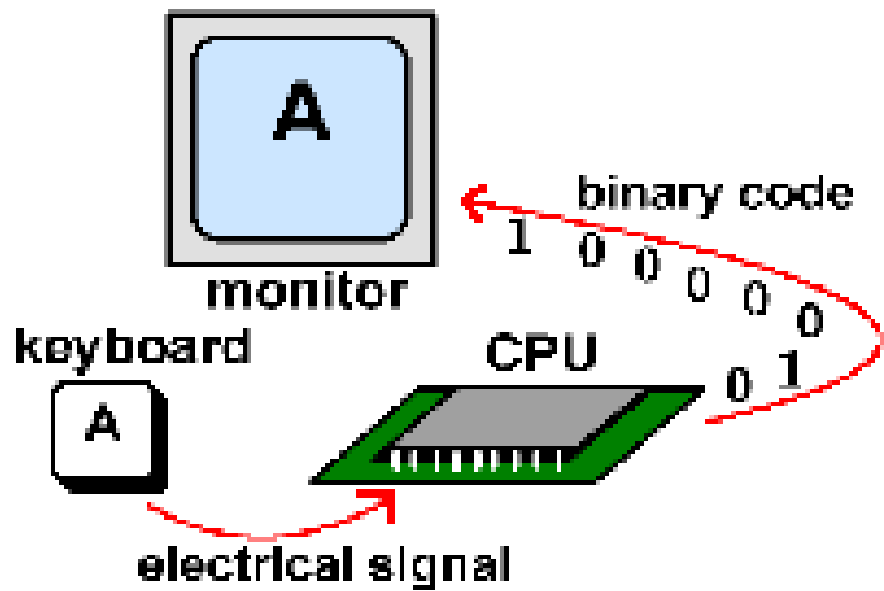 A
monitor
binary code
1 0 0 0 0 0
0 1
keyboard
CPU
A
electrical signal